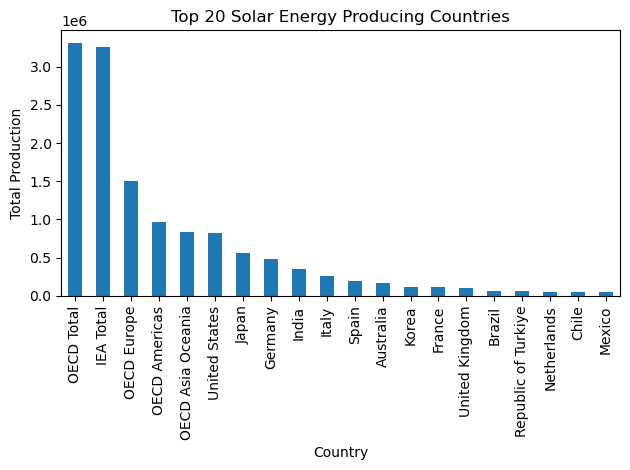 Top 20 Solar Energy Producing Countries
1e6
Total Production
3.0
2.5
2.0
1.5
1.0
0.5
0.0
OECD Total
IEA Total
OECD Europe
OECD Americas
OECD Asia Oceania
United States
Japan
Germany
India
Italy
Spain
Australia
Korea
France
United Kingdom
Brazil
Republic of Turkiye
Netherlands
Chile
Mexico
Country